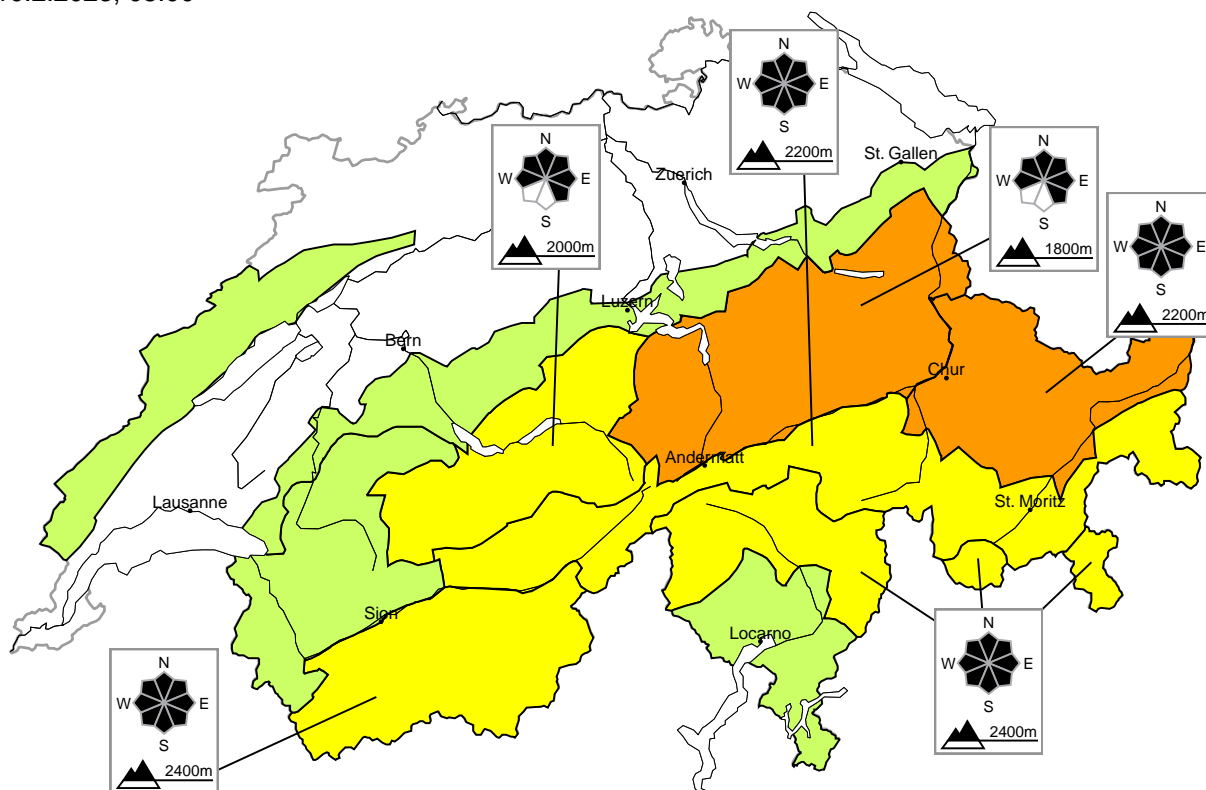 N
W E
S
2200m
N
W E
S
2000m
N
W E
S
1800m
N
W E
S
2200m
St. Gallen
Zuerich
Luzern
Bern
Chur
Andermatt
Lausanne
St. Moritz
Sion
Locarno
N
W E
S
2400m
N
W E
S
2400m